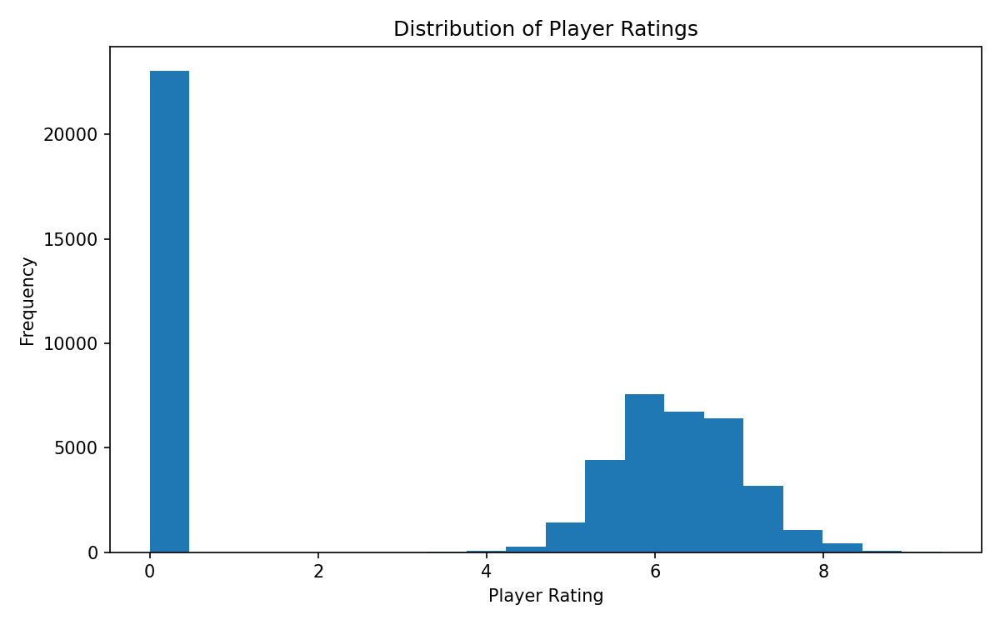 Distribution of Player Ratings
20000
15000
10000
5000
0
Frequency
0 2 4 6 8
Player Rating